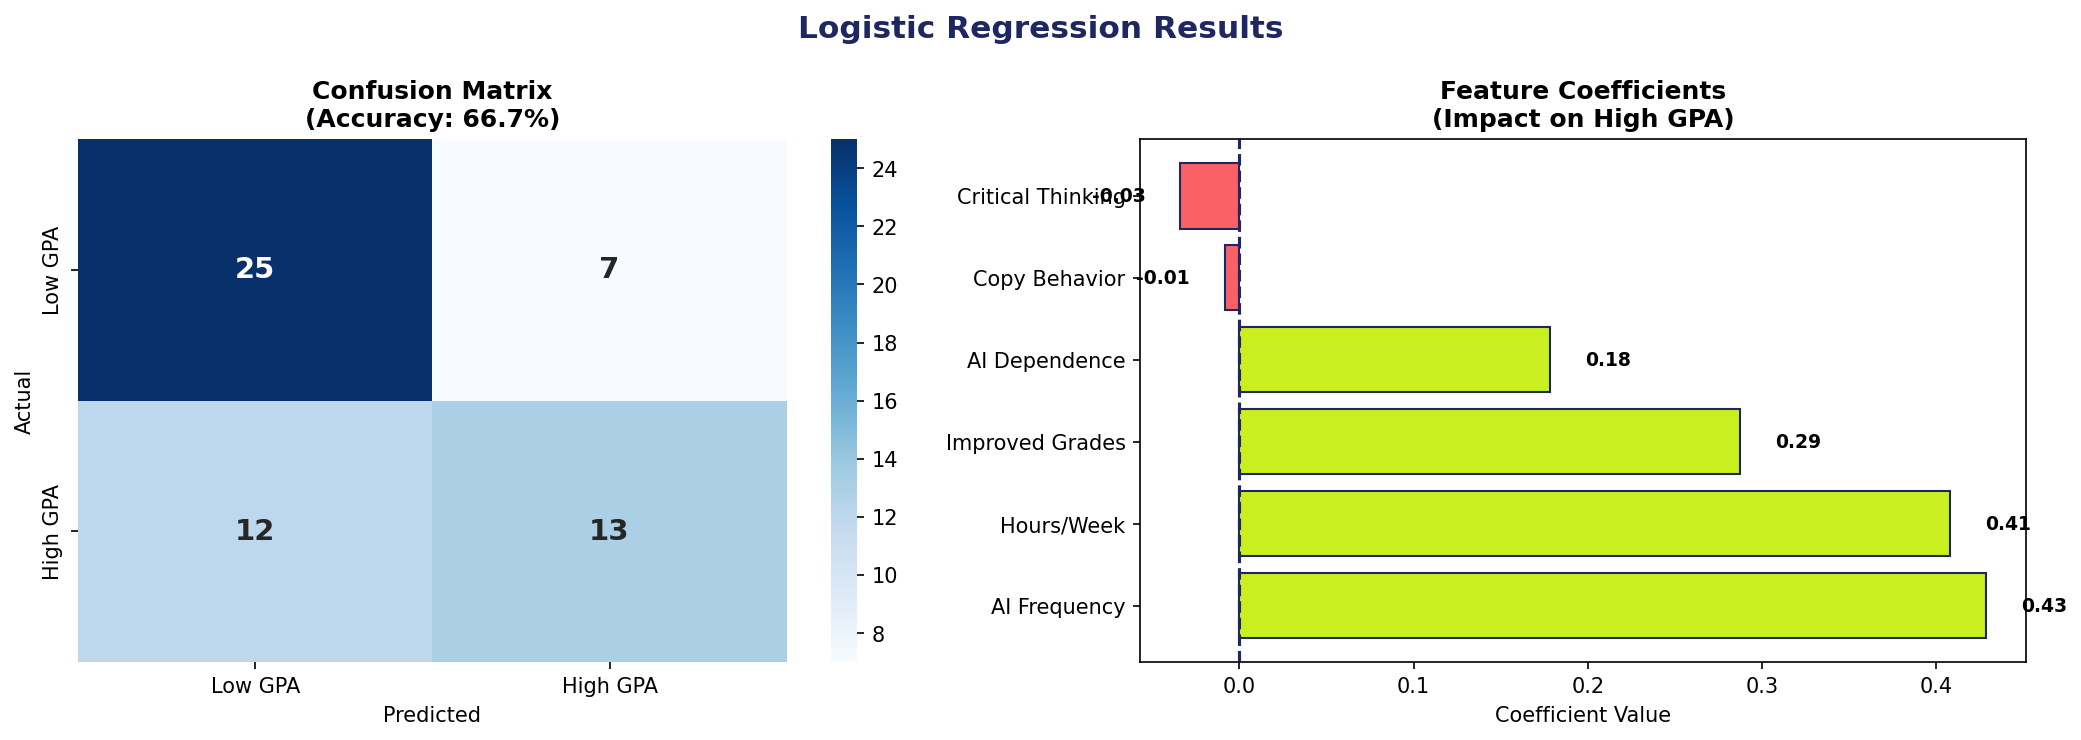 Logistic Regression Results
Confusion Matrix
(Accuracy: 66.7%)
Actual
Low GPA
High GPA
25
7
12
13
Low GPA
High GPA
Predicted
24
22
20
18
16
14
12
10
8
Feature Coefficients
(Impact on High GPA)
Critical Thinking
-0.03
Copy Behavior
-0.01
AI Dependence
0.18
Improved Grades
0.29
Hours/Week
0.41
AI Frequency
0.43
0.0
0.1
0.2
0.3
0.4
Coefficient Value